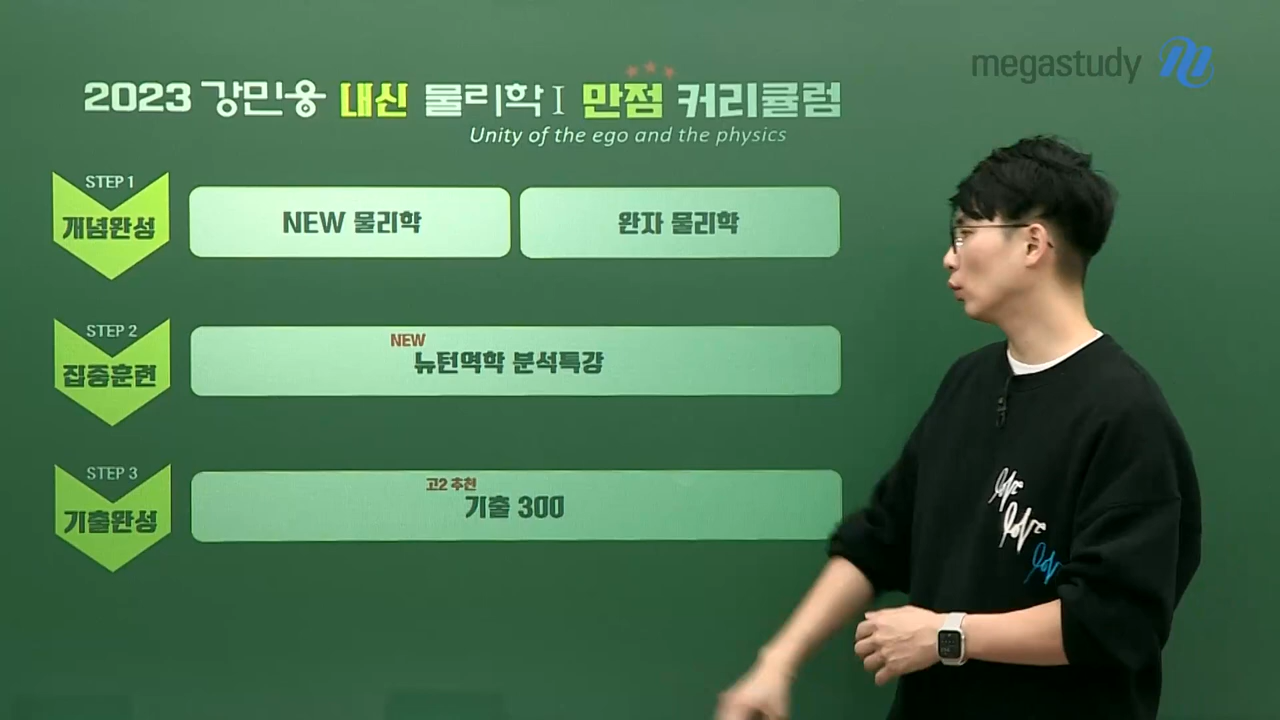 megastudy
2023 강민웅 내신 물리학I 만점 커리큘럼
Unity of the ego and the physics
STEP 1
개념완성
NEW 물리학
완자 물리학
STEP 2
집중훈련
NEW
뉴턴역학 분석특강
STEP 3
기출완성
고2 추천
기출 300
love
love
lov